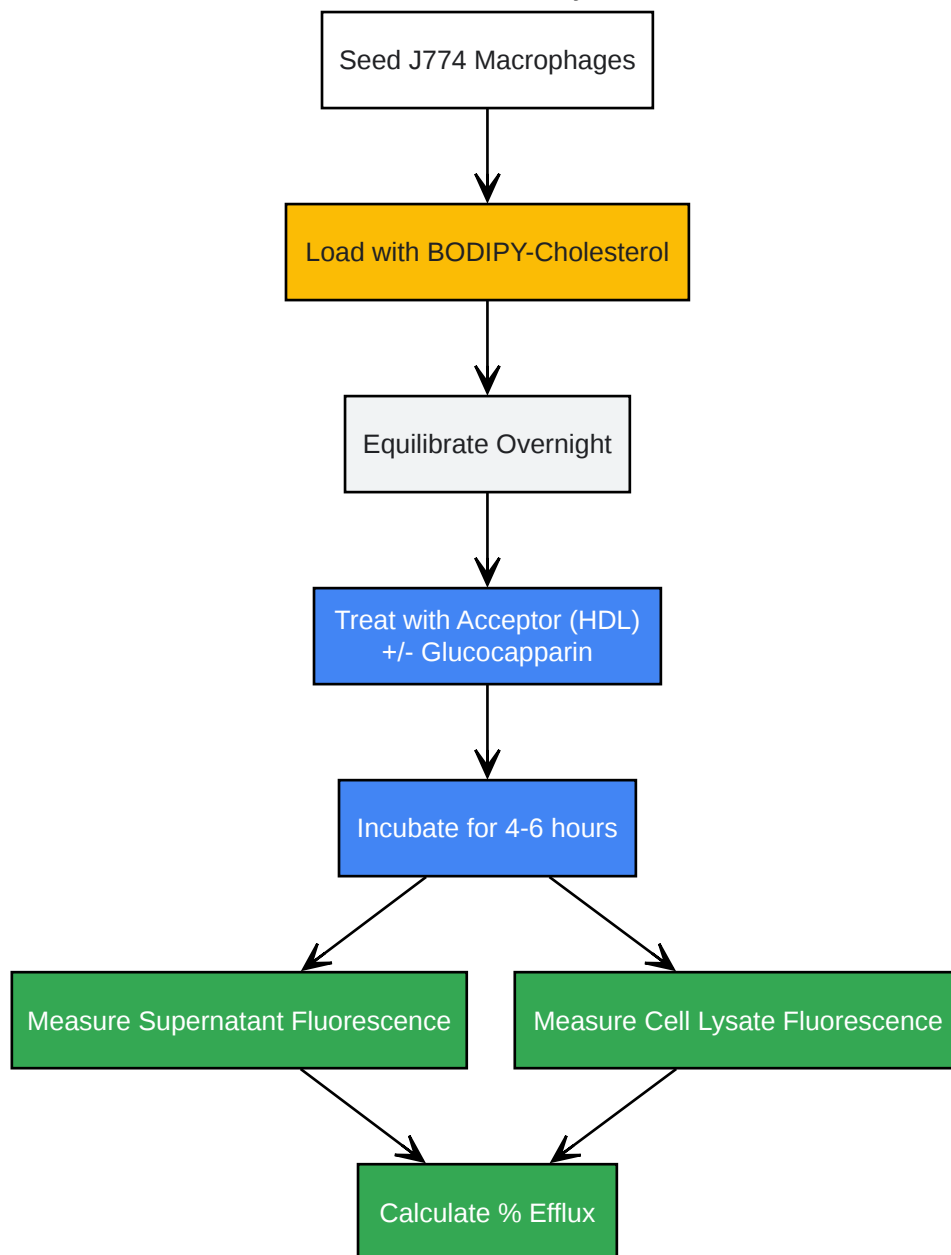 Seed J774 Macrophages
Load with BODIPY-Cholesterol
Equilibrate Overnight
Treat with Acceptor (HDL)
+/- Glucocapparin
Incubate for 4-6 hours
Measure Supernatant Fluorescence
Measure Cell Lysate Fluorescence
Calculate % Efflux